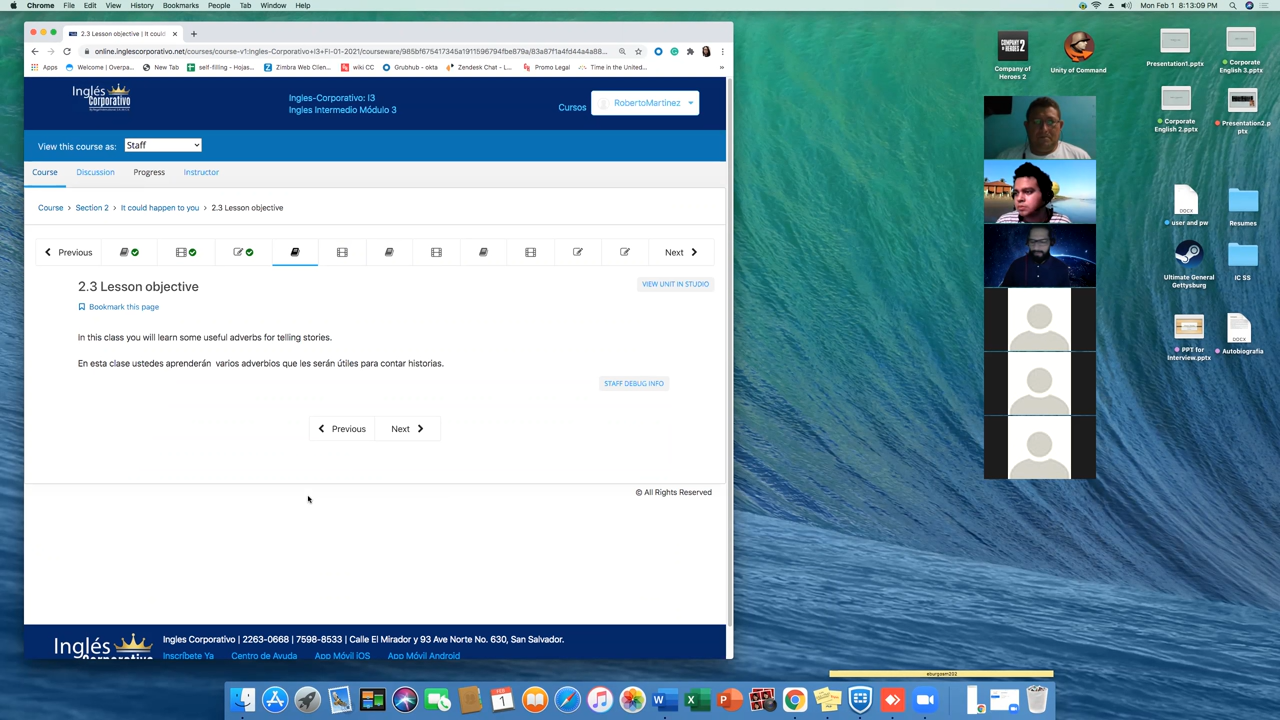 Chrome File Edit View History Bookmarks People Tab Window Help
Mon Feb 1 8:13:09 PM
2.3 Lesson objective | It could
online.inglescorporativo.net/courses/course-v1:Ingles-Corporativo+I3+FI-01-2021/courseware/985bf675417345a1911596794fbe879a/83a87f1a4fd44a4a88...
Apps Welcome | Overpa... New Tab self-filling - Hojas... Zimbra Web Clien... wiki CC Grubhub - okta Zendesk Chat - L... Promo Legal Time in the United... »
Inglés Corporativo
Ingles-Corporativo: I3
Ingles Intermedio Módulo 3
Cursos RobertoMartinez
View this course as: Staff
Course Discussion Progress Instructor
Course > Section 2 > It could happen to you > 2.3 Lesson objective
Previous Next
2.3 Lesson objective
VIEW UNIT IN STUDIO
Bookmark this page
In this class you will learn some useful adverbs for telling stories.
En esta clase ustedes aprenderán varios adverbios que les serán útiles para contar historias.
STAFF DEBUG INFO
Previous Next
© All Rights Reserved
Inglés Corporativo
Ingles Corporativo | 2263-0668 | 7598-8533 | Calle El Mirador y 93 Ave Norte No. 630, San Salvador.
Inscríbete Ya Centro de Ayuda App Móvil iOS App Móvil Android
COMPANY OF HEROES 2
Company of Heroes 2
Unity of Command
Presentation1.pptx
Corporate English 3.pptx
Corporate English 2.pptx
Presentation2.pptx
DOCX
user and pw
Resumes
Ultimate General Gettysburg
IC SS
PPT for Interview.pptx
DOCX
Autobiografia
eburgosm202
FEB 1